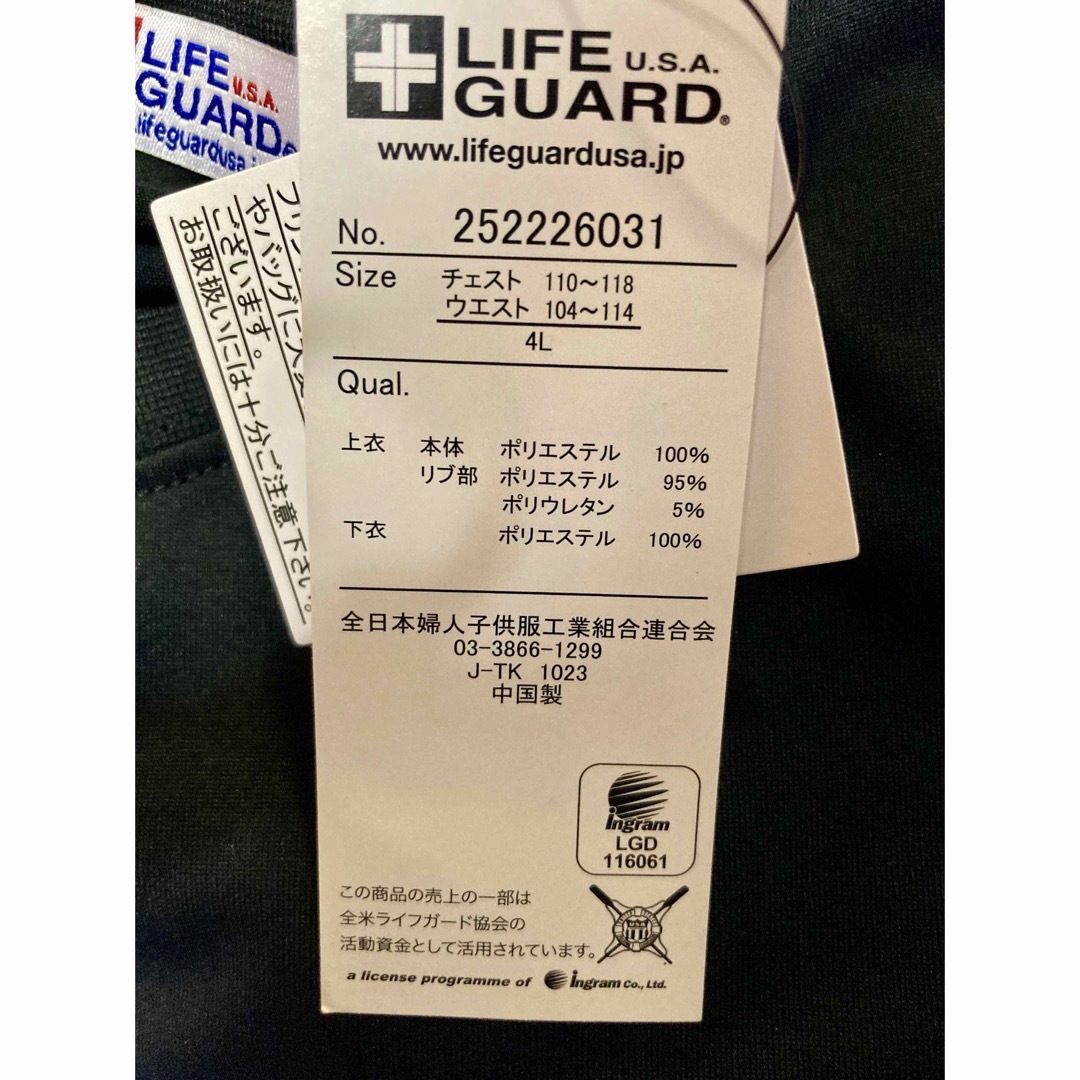 LIFE
U.S.A.
GUARD
lifeguardusa.j
やバッグに
ございます。
お取扱いには十分ご注意下さい。
LIFE U.S.A.
GUARD®
www.lifeguardusa.jp
No. 252226031
Size チェスト 110～118
ウエスト 104～114
4L
Qual.
上衣 本体 ポリエステル 100%
リブ部 ポリエステル 95%
ポリウレタン 5%
下衣 ポリエステル 100%
全日本婦人子供服工業組合連合会
03-3866-1299
J-TK 1023
中国製
ingram
LGD
116061
この商品の売上の一部は
全米ライフガード協会の
活動資金として活用されています。
U.S.A
a license programme of ingram Co., Ltd.